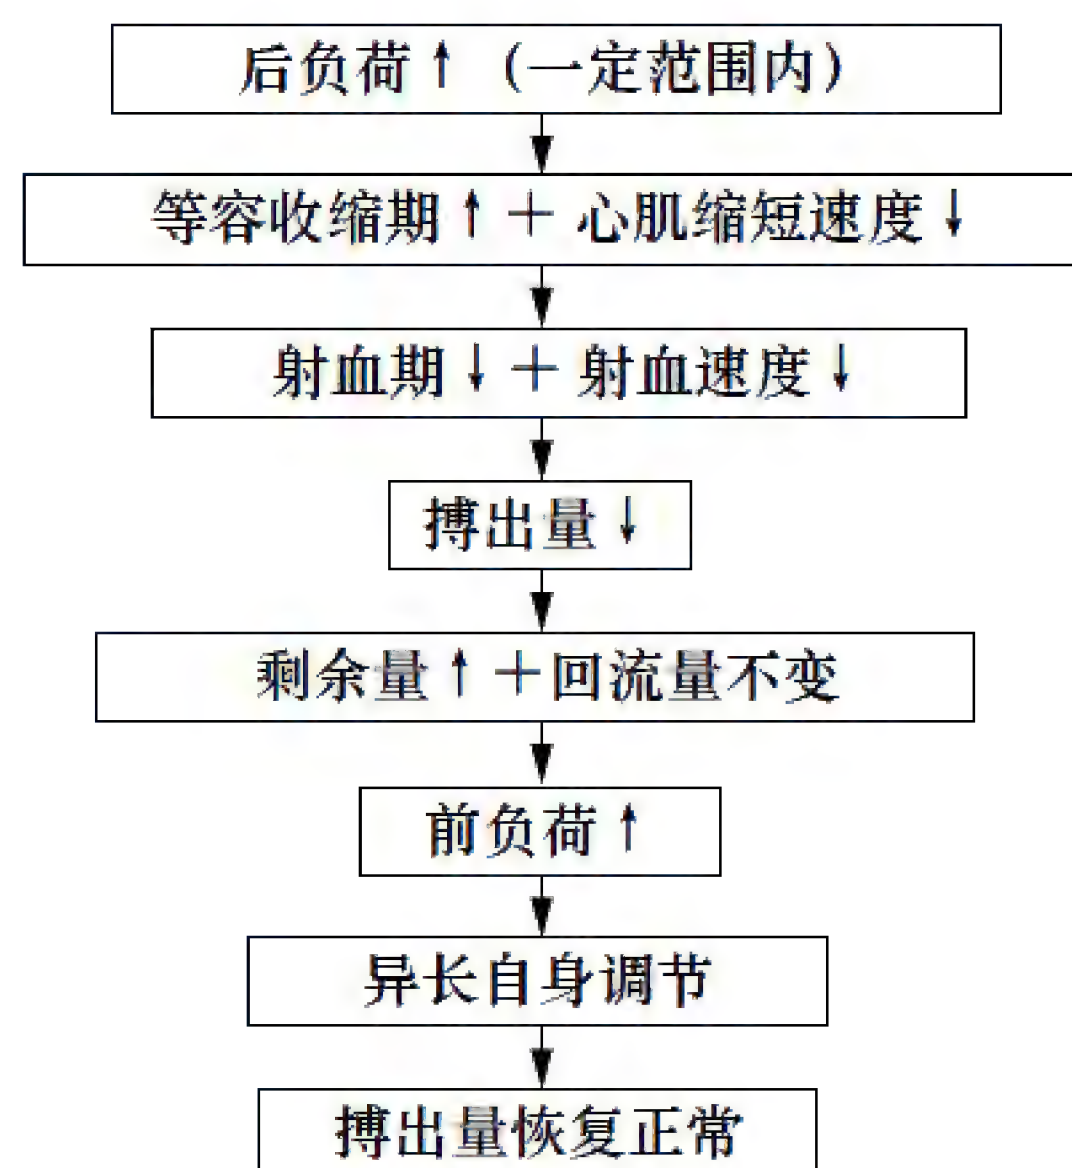 后负荷↑（一定范围内）
等容收缩期↑＋心肌缩短速度↓
射血期↓＋射血速度↓
搏出量↓
剩余量↑＋回流量不变
前负荷↑
异长自身调节
搏出量恢复正常